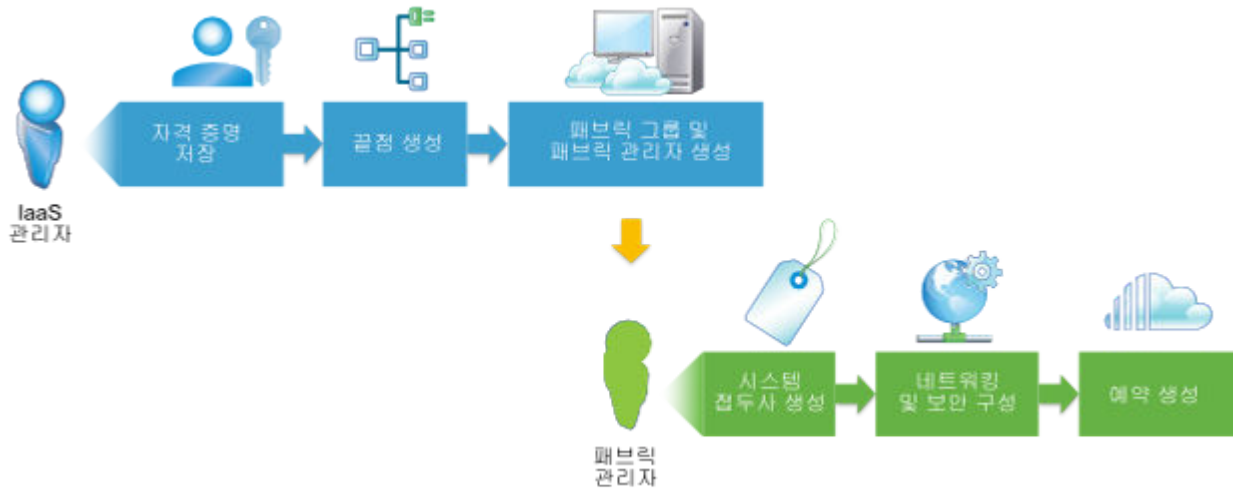 자격 증명
저장
끝점 생성
패브릭 그룹 및
패브릭 관리자 생성
IaaS
관리자
시스템
접두사 생성
네트워킹
및 보안 구성
예약 생성
패브릭
관리자